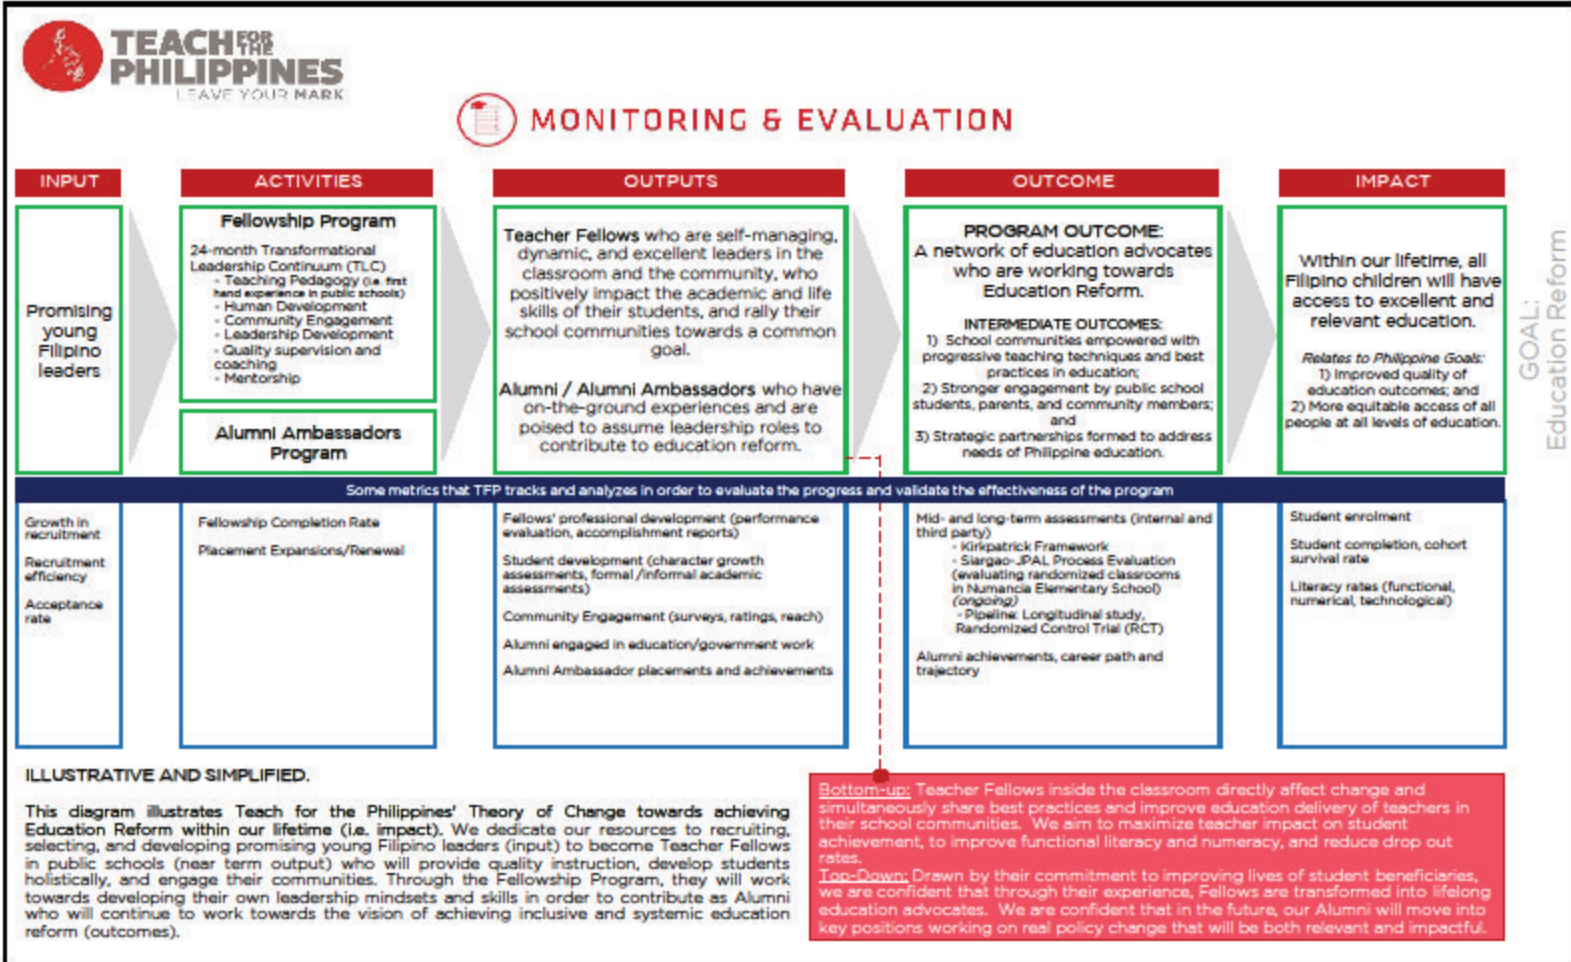 TEACH FOR THE
PHILIPPINES
LEAVE YOUR MARK
MONITORING & EVALUATION
INPUT
Promising
young
Filipino
leaders
ACTIVITIES
Fellowship Program
24-month Transformational
Leadership Continuum (TLC)
- Teaching Pedagogy (i.e. first
hand experience in public schools)
- Human Development
- Community Engagement
- Leadership Development
- Quality supervision and
coaching
- Mentorship
Alumni Ambassadors
Program
OUTPUTS
Teacher Fellows who are self-managing,
dynamic, and excellent leaders in the
classroom and the community, who
positively impact the academic and life
skills of their students, and rally their
school communities towards a common
goal.
Alumni / Alumni Ambassadors who have
on-the-ground experiences and are
poised to assume leadership roles to
contribute to education reform.
OUTCOME
PROGRAM OUTCOME:
A network of education advocates
who are working towards
Education Reform.
INTERMEDIATE OUTCOMES:
1) School communities empowered with
progressive teaching techniques and best
practices in education;
2) Stronger engagement by public school
students, parents, and community members;
and
3) Strategic partnerships formed to address
needs of Philippine education.
IMPACT
Within our lifetime, all
Filipino children will have
access to excellent and
relevant education.
Relates to Philippine Goals:
1) Improved quality of
education outcomes; and
2) More equitable access of all
people at all levels of education.
GOAL:
Education Reform
Some metrics that TFP tracks and analyzes in order to evaluate the progress and validate the effectiveness of the program
Growth in
recruitment
Recruitment
efficiency
Acceptance
rate
Fellowship Completion Rate
Placement Expansions/Renewal
Fellows' professional development (performance
evaluation, accomplishment reports)
Student development (character growth
assessments, formal /informal academic
assessments)
Community Engagement (surveys, ratings, reach)
Alumni engaged in education/government work
Alumni Ambassador placements and achievements
Mid- and long-term assessments (internal and
third party)
- Kirkpatrick Framework
- Siargao-JPAL Process Evaluation
(evaluating randomized classrooms
in Numancia Elementary School)
(ongoing)
- Pipeline: Longitudinal study,
Randomized Control Trial (RCT)
Alumni achievements, career path and
trajectory
Student enrolment
Student completion, cohort
survival rate
Literacy rates (functional,
numerical, technological)
ILLUSTRATIVE AND SIMPLIFIED.
This diagram illustrates Teach for the Philippines' Theory of Change towards achieving
Education Reform within our lifetime (i.e. impact). We dedicate our resources to recruiting,
selecting, and developing promising young Filipino leaders (input) to become Teacher Fellows
in public schools (near term output) who will provide quality instruction, develop students
holistically, and engage their communities. Through the Fellowship Program, they will work
towards developing their own leadership mindsets and skills in order to contribute as Alumni
who will continue to work towards the vision of achieving inclusive and systemic education
reform (outcomes).
Bottom-up: Teacher Fellows inside the classroom directly affect change and
simultaneously share best practices and improve education delivery of teachers in
their school communities. We aim to maximize teacher impact on student
achievement, to improve functional literacy and numeracy, and reduce drop out
rates.
Top-Down: Drawn by their commitment to improving lives of student beneficiaries,
we are confident that through their experience, Fellows are transformed into lifelong
education advocates. We are confident that in the future, our Alumni will move into
key positions working on real policy change that will be both relevant and impactful.